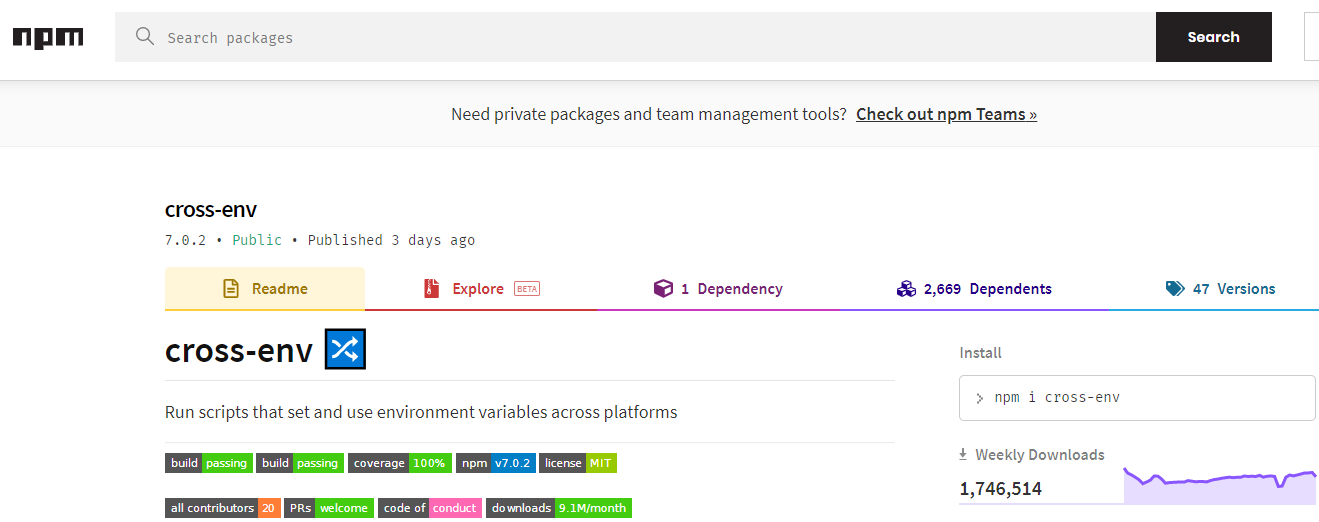 npm Search packages Search
Need private packages and team management tools? Check out npm Teams »
cross-env
7.0.2 • Public • Published 3 days ago
Readme Explore BETA 1 Dependency 2,669 Dependents 47 Versions
cross-env
Run scripts that set and use environment variables across platforms
build passing build passing coverage 100% npm v7.0.2 license MIT
all contributors 20 PRs welcome code of conduct downloads 9.1M/month
Install
> npm i cross-env
Weekly Downloads
1,746,514